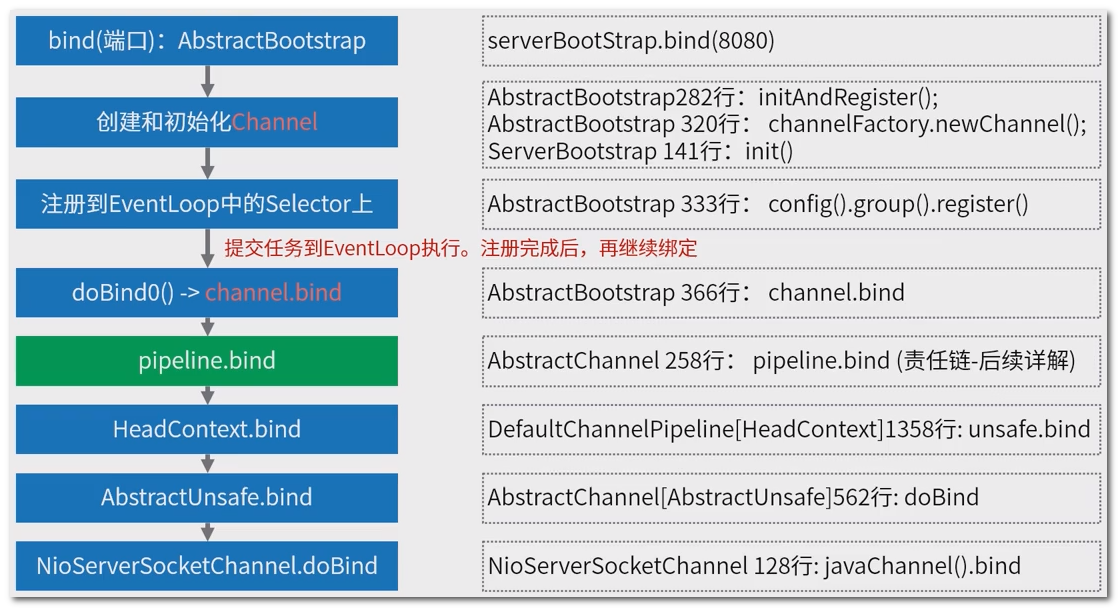 bind(端口)：AbstractBootstrap
serverBootStrap.bind(8080)
创建和初始化Channel
AbstractBootstrap282行：initAndRegister();
AbstractBootstrap 320行： channelFactory.newChannel();
ServerBootstrap 141行：init()
注册到EventLoop中的Selector上
AbstractBootstrap 333行： config().group().register()
提交任务到EventLoop执行。注册完成后，再继续绑定
doBind0() -> channel.bind
AbstractBootstrap 366行： channel.bind
pipeline.bind
AbstractChannel 258行： pipeline.bind (责任链-后续详解)
HeadContext.bind
DefaultChannelPipeline[HeadContext]1358行: unsafe.bind
AbstractUnsafe.bind
AbstractChannel[AbstractUnsafe]562行: doBind
NioServerSocketChannel.doBind
NioServerSocketChannel 128行: javaChannel().bind